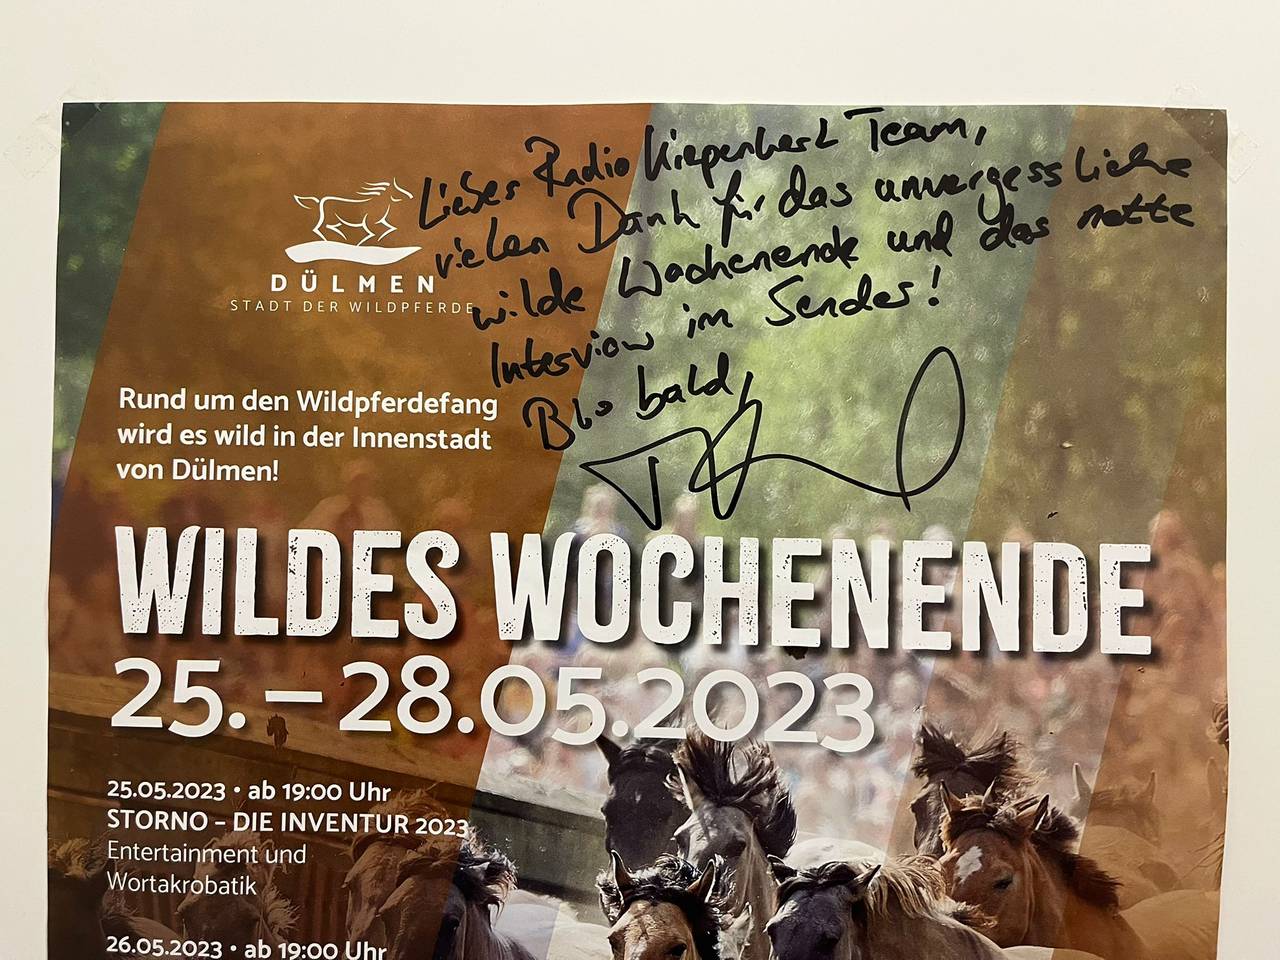 Liebes Radio Kiepenkerl Team,
vielen Dank für das unvergessliche
wilde Wochenende und das nette
Interview im Sender!
Bis bald,
DÜLMEN
STADT DER WILDPFERDE
Rund um den Wildpferdefang
wird es wild in der Innenstadt
von Dülmen!
WILDES WOCHENENDE
25. – 28.05.2023
25.05.2023 • ab 19:00 Uhr
STORNO – DIE INVENTUR 2023
Entertainment und
Wortakrobatik
26.05.2023 • ab 19:00 Uhr